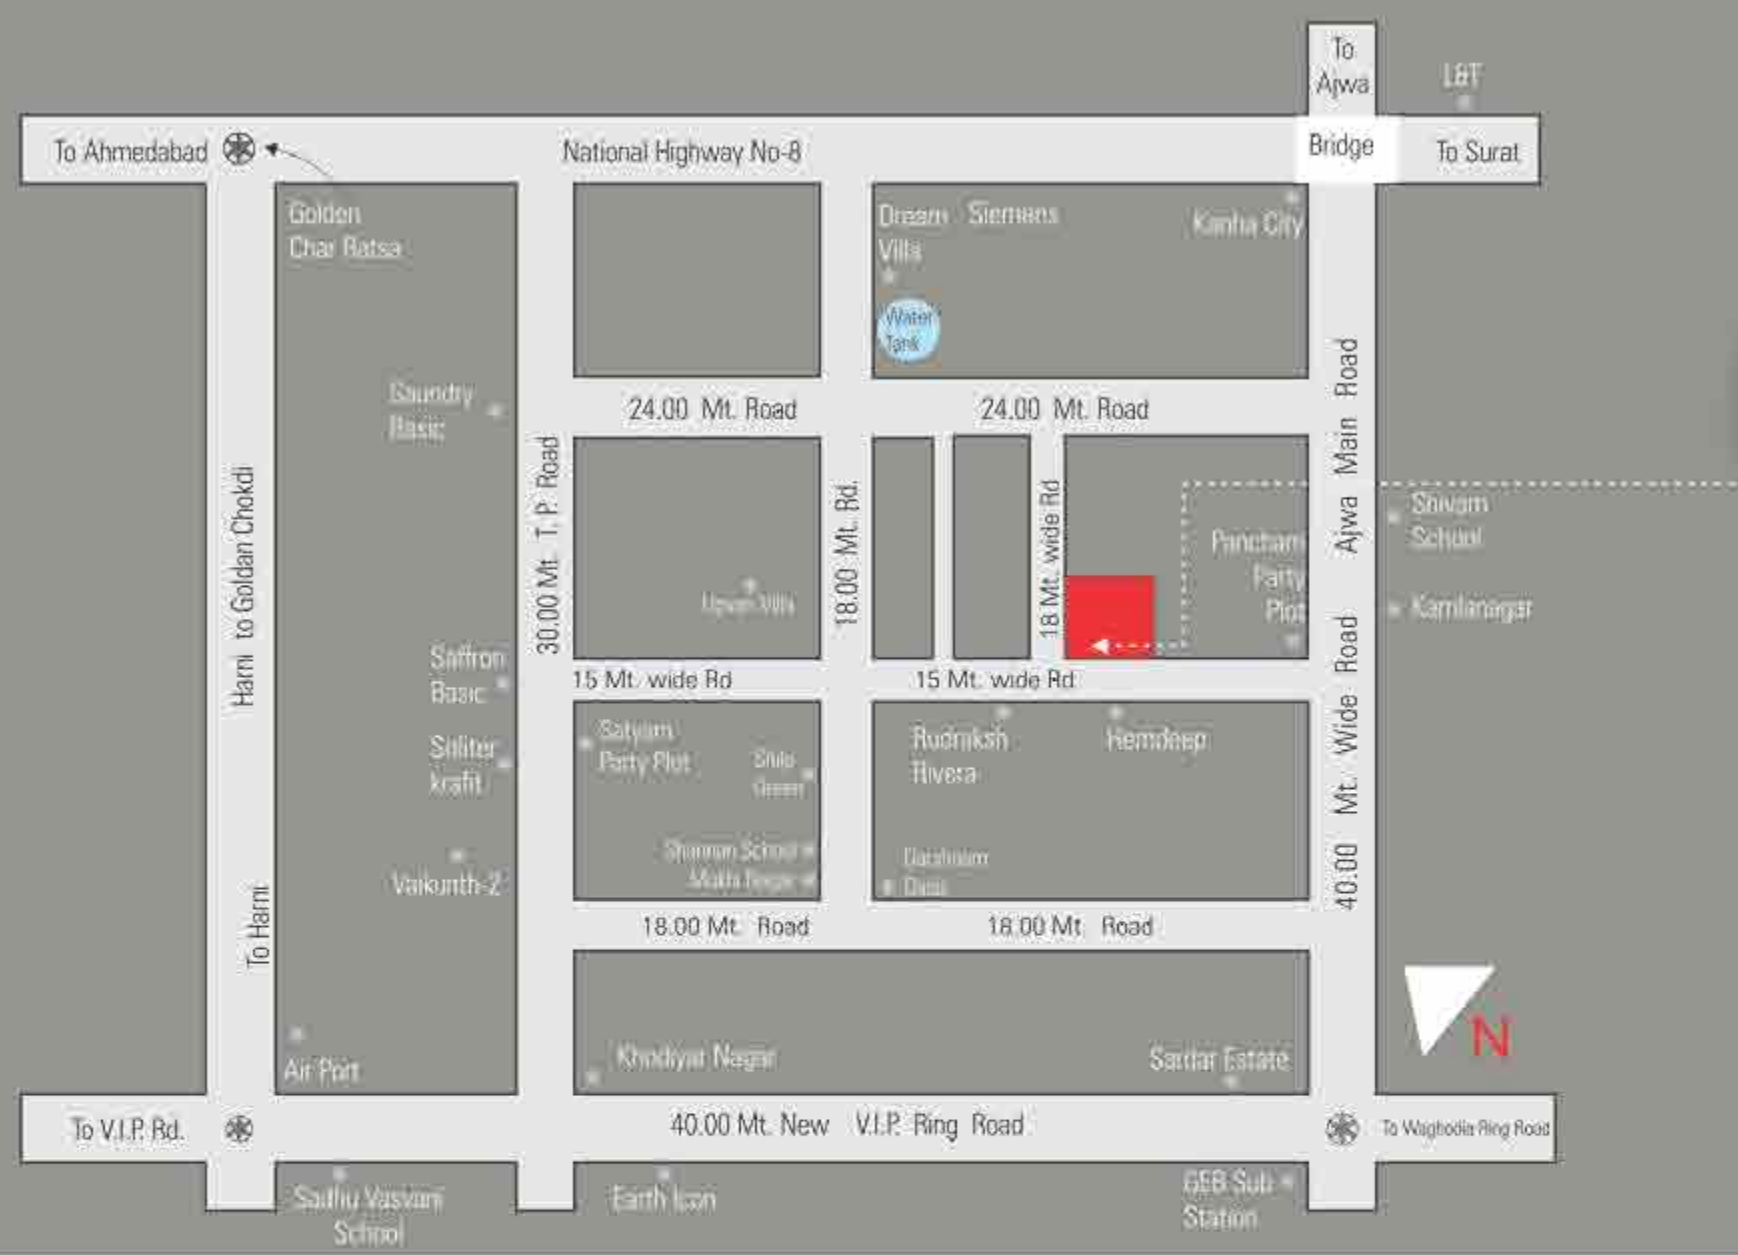 To
Ajwa
L&T
To Ahmedabad
National Highway No-8
Bridge
To Surat
Golden
Char Ratsa
Dream
Villa
Siemens
Kanha City
Water
Tank
Gaundry
Basic
24.00 Mt. Road
24.00 Mt. Road
Harni to Goldan Chokdi
30.00 Mt. T. P. Road
18.00 Mt. Rd.
18 Mt. wide Rd
40.00 Mt. Wide Road Ajwa Main Road
Shivam
School
Pancham
Party
Plot
Kamlanagar
Upvan Villa
Saffron
Basic
15 Mt. wide Rd
15 Mt. wide Rd
Satyam
Party Plot
Rudraksh
Rivera
Hemdeep
krafit
Vaikunth-2
To Harni
18.00 Mt. Road
18.00 Mt Road
Air Port
Khodiyar Nagar
Sardar Estate
N
To V.I.P. Rd.
40.00 Mt. New V.I.P. Ring Road
To Waghodia Ring Road
Sadhu Vasvani
School
Earth Icon
GEB Sub
Station